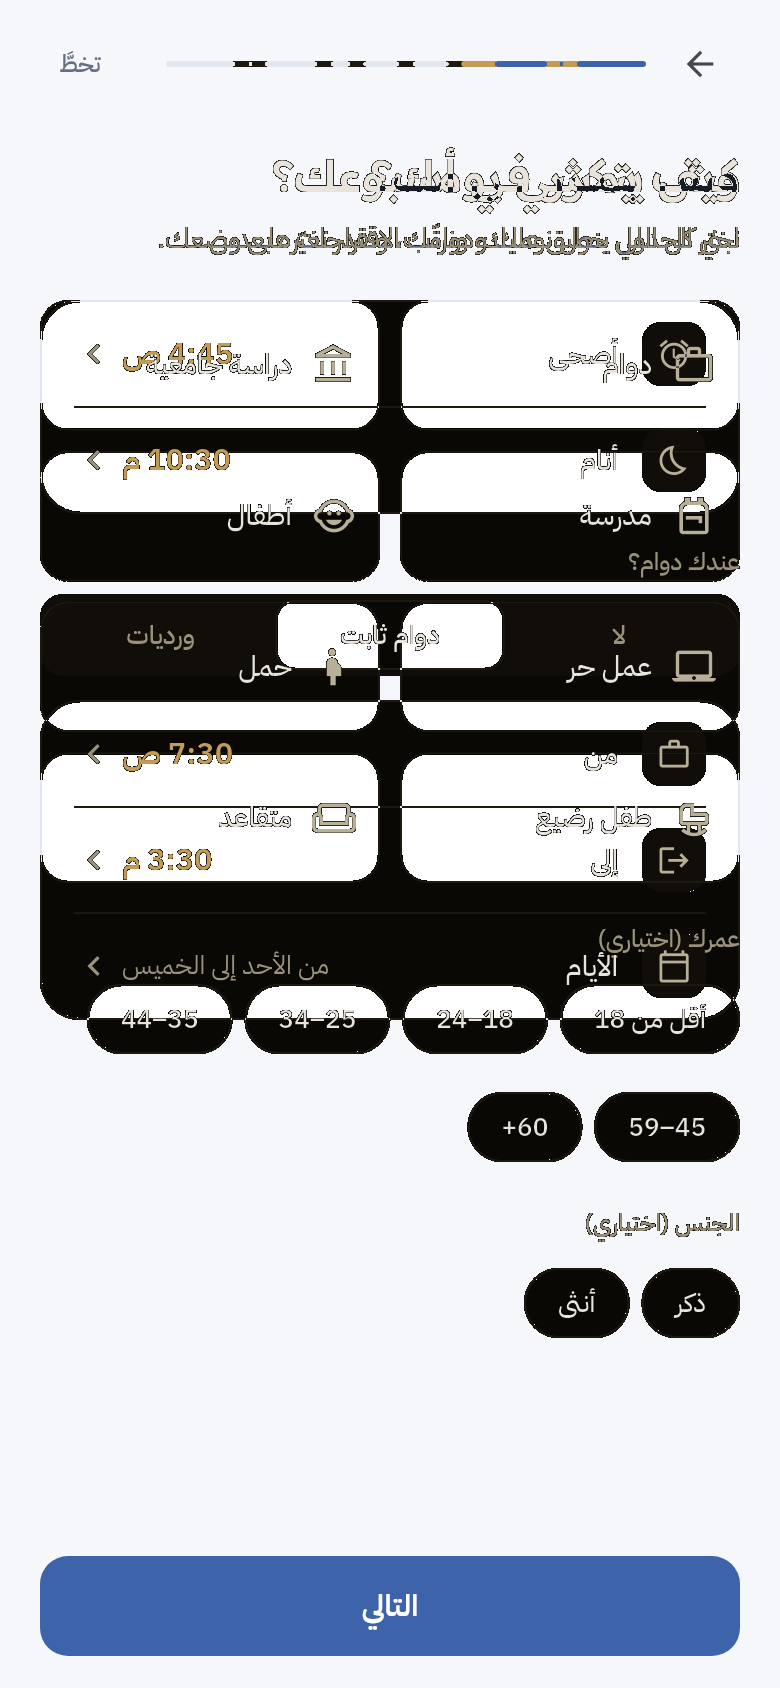 تخطَّ
4:45 ص
أضحى
دراسة جامعية
دوام
10:30 م
أنام
أطفال
مدرسة
عندك دوام؟
ورديات
دوام ثابت
لا
حمل
عمل حر
7:30 ص
من
متقاعد
طفل رضيع
3:30 م
إلى
عمرك (اختياري)
من الأحد إلى الخميس
الأيام
أقل من 18
18–24
25–34
35–44
45–59
60+
الجنس (اختياري)
ذكر
أنثى
التالي